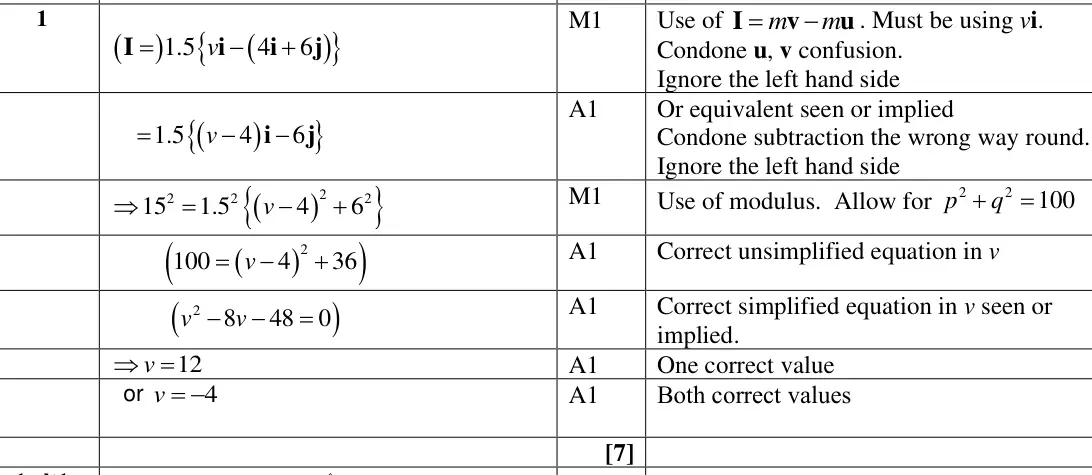 1
(I =)1.5{vi − (4i + 6j)}
M1
Use of I = mv − mu . Must be using vi.
Condone u, v confusion.
Ignore the left hand side
= 1.5{(v − 4)i − 6j}
A1
Or equivalent seen or implied
Condone subtraction the wrong way round.
Ignore the left hand side
⇒ 15² = 1.5²{(v − 4)² + 6²}
M1
Use of modulus. Allow for p² + q² = 100
(100 = (v − 4)² + 36)
A1
Correct unsimplified equation in v
(v² − 8v − 48 = 0)
A1
Correct simplified equation in v seen or
implied.
⇒ v = 12
A1
One correct value
or v = −4
A1
Both correct values
[7]